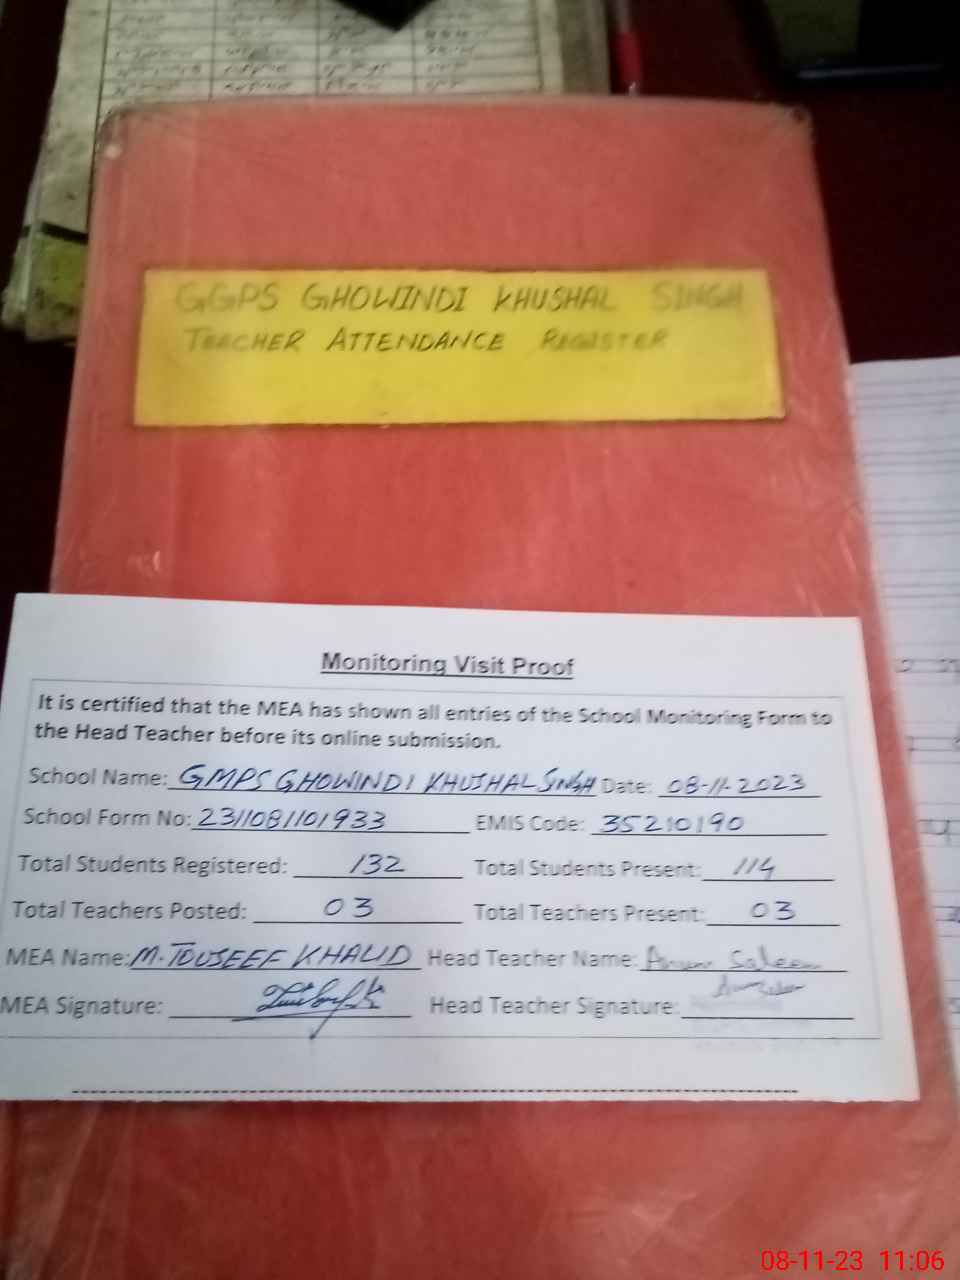 GGPS GHOWINDI KHUSHAL SINGH
TEACHER ATTENDANCE REGISTER
Monitoring Visit Proof
It is certified that the MEA has shown all entries of the School Monitoring Form to
the Head Teacher before its online submission.
School Name: GMPS GHOWINDI KHUSHAL SINGH Date: 08-11-2023
School Form No: 2311081101933 EMIS Code: 35210190
Total Students Registered: 132 Total Students Present: 114
Total Teachers Posted: 03 Total Teachers Present: 03
MEA Name: M. TOUSEEF KHALID Head Teacher Name: Saleem
MEA Signature: Head Teacher Signature:
08-11-23 11:06